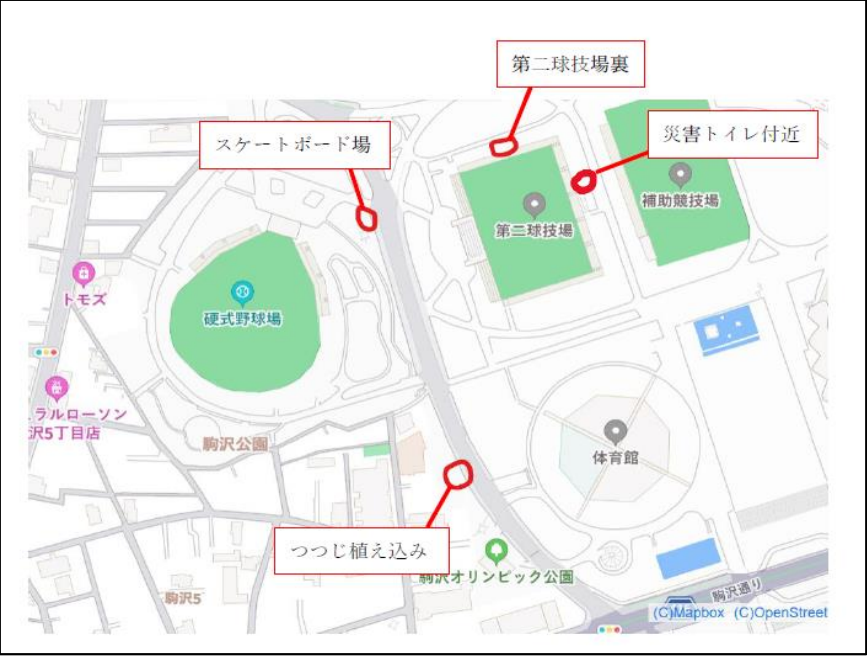 第二球技場裏
スケートボード場
災害トイレ付近
補助競技場
第二球技場
トモズ
硬式野球場
ラルローソン
沢5丁目店
駒沢公園
体育館
つつじ植え込み
駒沢オリンピック公園
駒沢5
駒沢通り
(C)Mapbox (C)OpenStreet